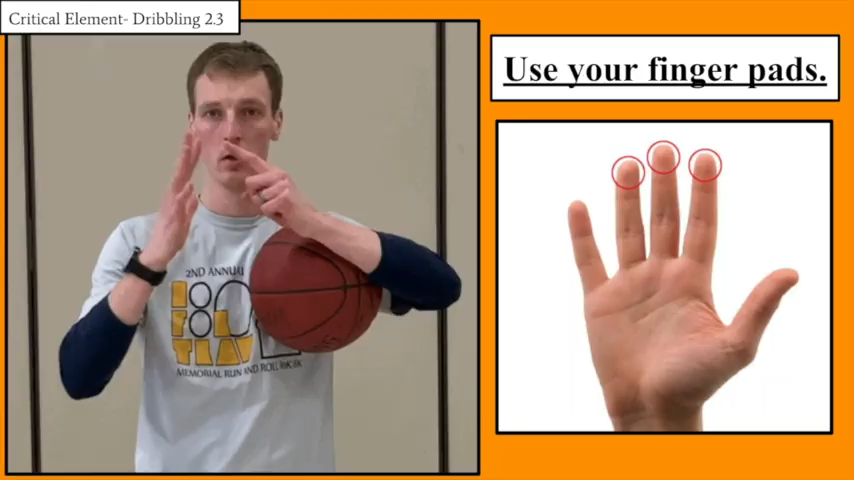 Critical Element- Dribbling 2.3
Use your finger pads.
2ND ANNUAL
MEMORIAL RUN AND ROLL